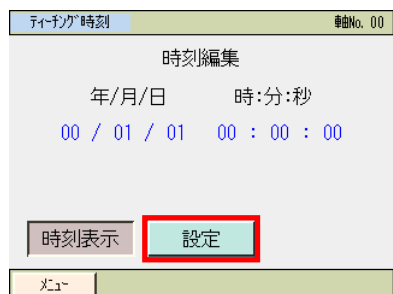 ﾃｨｰﾁﾝｸﾞ時刻 軸No. 00
時刻編集
年/月/日 時:分:秒
00 / 01 / 01 00 : 00 : 00
時刻表示 設定
ﾒﾆｭｰ